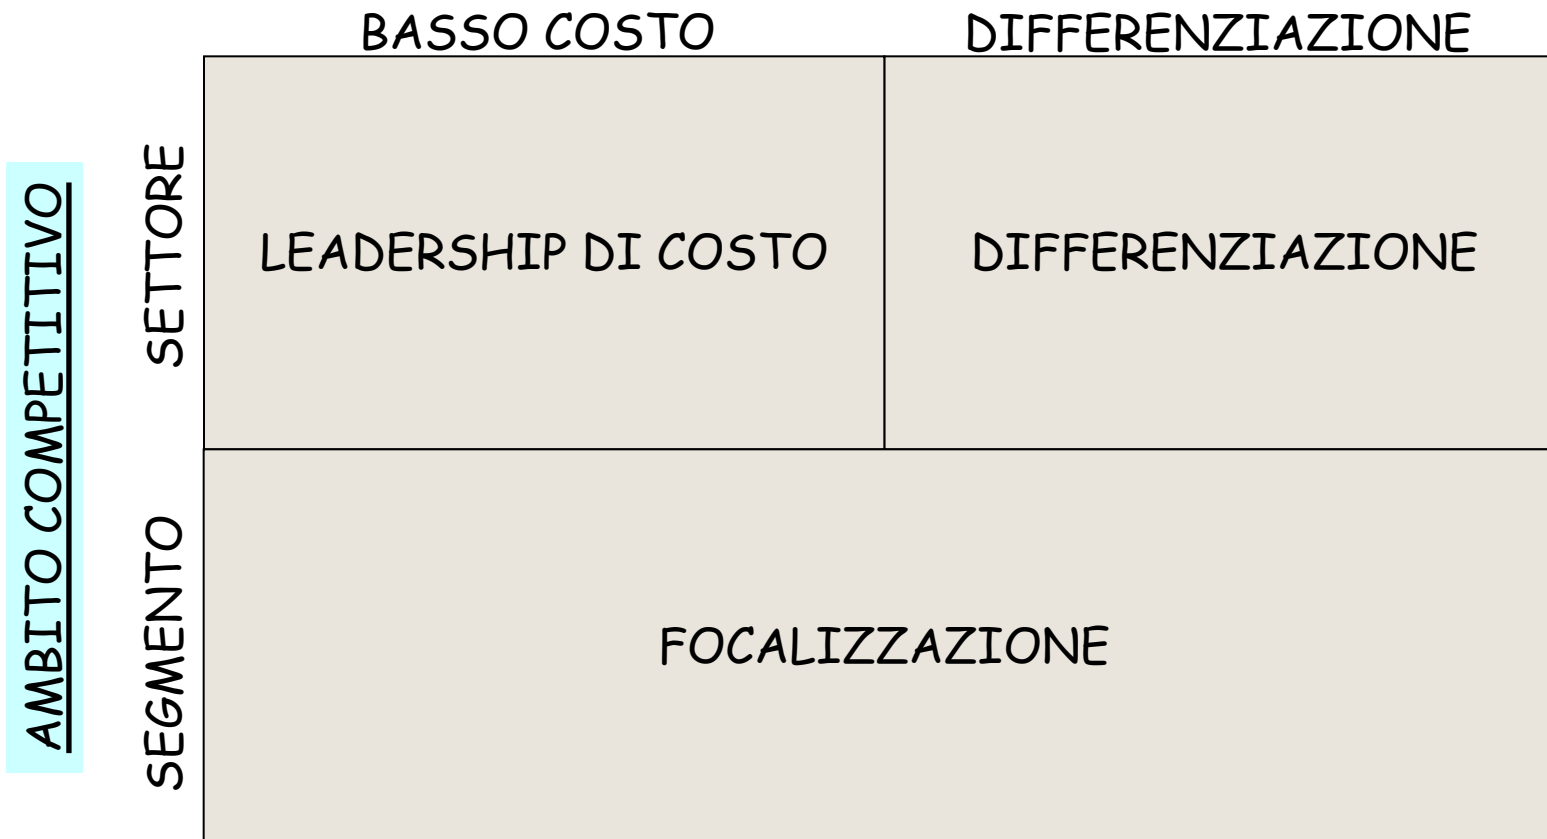 BASSO COSTO
DIFFERENZIAZIONE
AMBITO COMPETITIVO
SETTORE
LEADERSHIP DI COSTO
DIFFERENZIAZIONE
SEGMENTO
FOCALIZZAZIONE